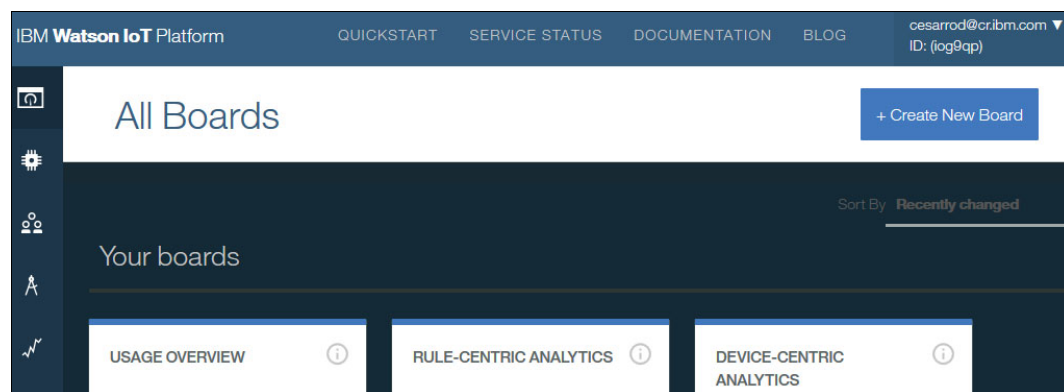 IBM Watson IoT Platform QUICKSTART SERVICE STATUS DOCUMENTATION BLOG cesarrod@cr.ibm.com ▼
ID: (iog9qp)
All Boards + Create New Board
Sort By Recently changed
Your boards
USAGE OVERVIEW RULE-CENTRIC ANALYTICS DEVICE-CENTRIC
ANALYTICS